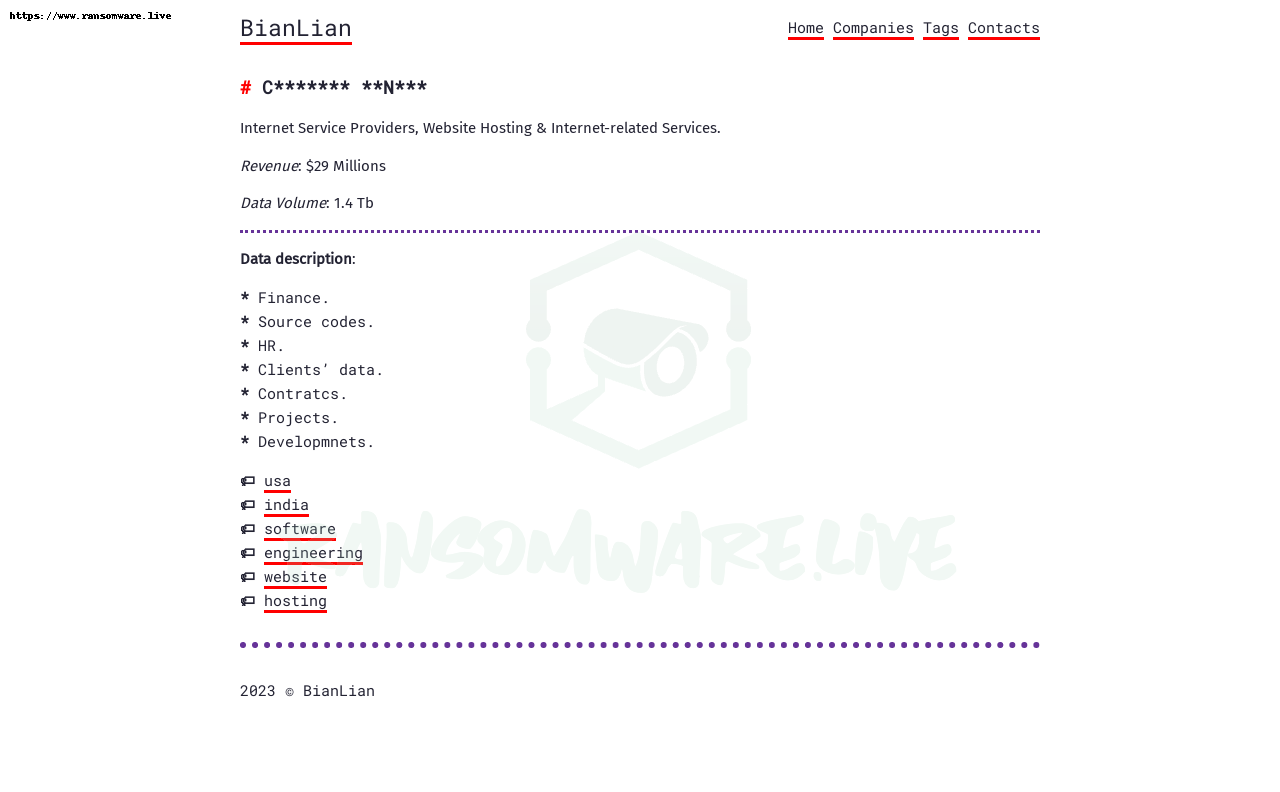 https://www.ransomware.live
BianLian
Home Companies Tags Contacts
# C******* **N***
Internet Service Providers, Website Hosting & Internet-related Services.
Revenue: $29 Millions
Data Volume: 1.4 Tb
Data description:
* Finance.
* Source codes.
* HR.
* Clients’ data.
* Contratcs.
* Projects.
* Developmnets.
usa
india
software
engineering
website
hosting
RANSOMWARE.LIVE
2023 © BianLian